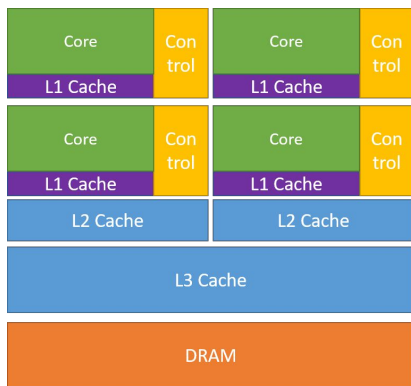 Core
Con
trol
L1 Cache
Core
Con
trol
L1 Cache
Core
Con
trol
L1 Cache
Core
Con
trol
L1 Cache
L2 Cache
L2 Cache
L3 Cache
DRAM